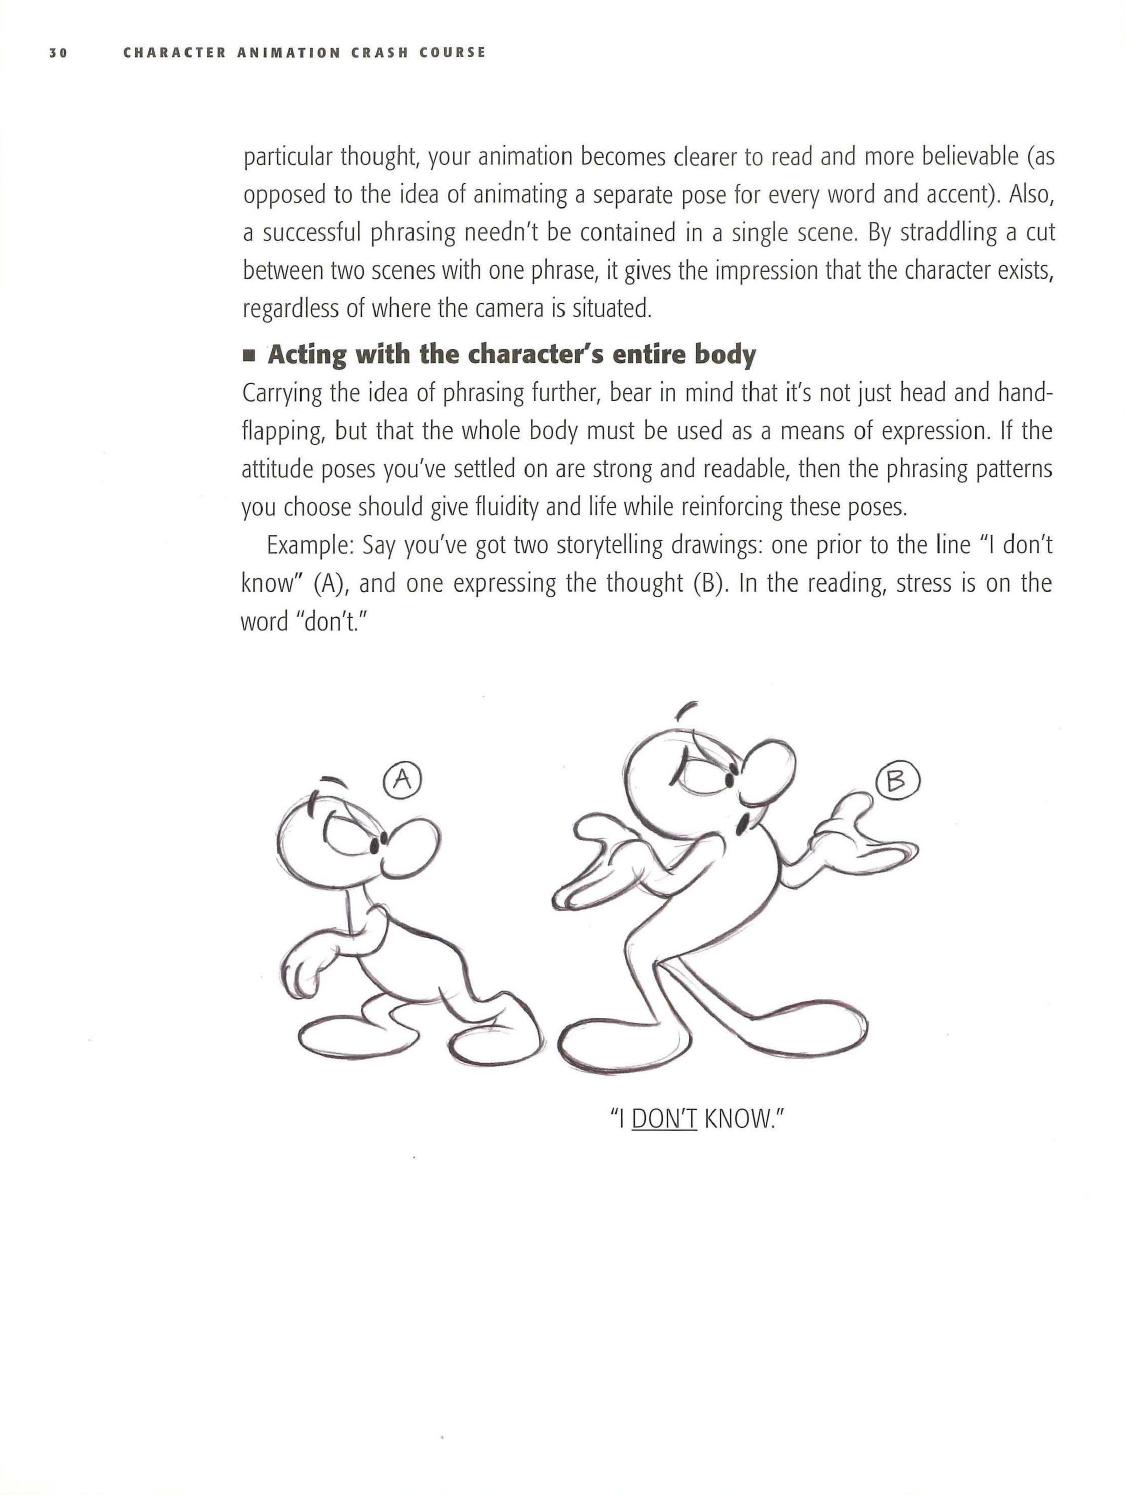 30 CHARACTER ANIMATION CRASH COURSE
particular thought, your animation becomes clearer to read and more believable (as
opposed to the idea of animating a separate pose for every word and accent). Also,
a successful phrasing needn't be contained in a single scene. By straddling a cut
between two scenes with one phrase, it gives the impression that the character exists,
regardless of where the camera is situated.
■ Acting with the character's entire body
Carrying the idea of phrasing further, bear in mind that it's not just head and hand-
flapping, but that the whole body must be used as a means of expression. If the
attitude poses you've settled on are strong and readable, then the phrasing patterns
you choose should give fluidity and life while reinforcing these poses.
Example: Say you've got two storytelling drawings: one prior to the line "I don't
know" (A), and one expressing the thought (B). In the reading, stress is on the
word "don't."
A
B
"I DON'T KNOW."